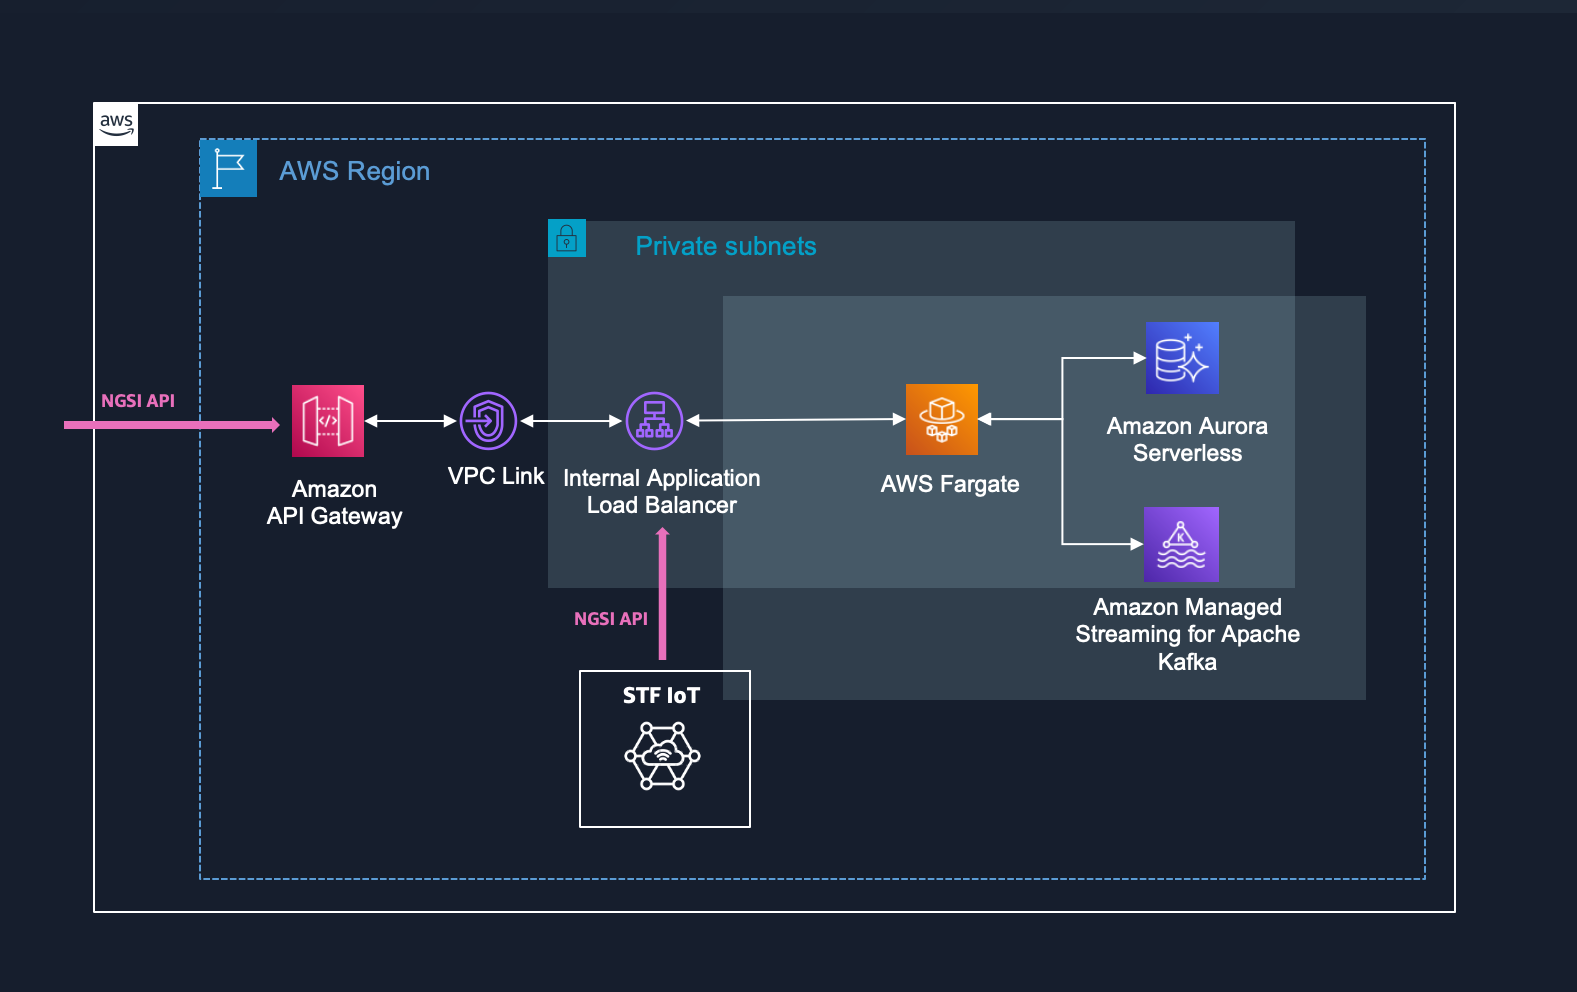 aws
AWS Region
Private subnets
NGSI API
Amazon
API Gateway
VPC Link
Internal Application
Load Balancer
AWS Fargate
Amazon Aurora
Serverless
K
Amazon Managed
Streaming for Apache
Kafka
NGSI API
STF IoT